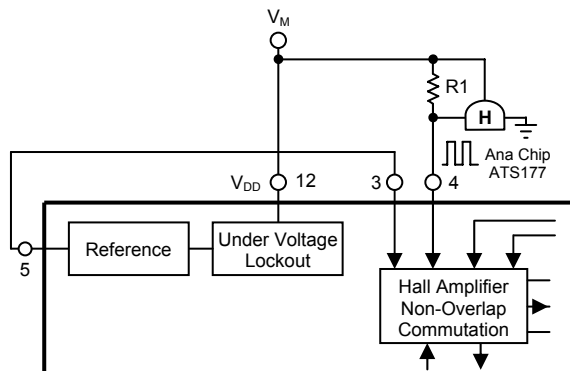 VM
R1
H
Ana Chip
ATS177
VDD
12
3
4
5
Reference
Under Voltage
Lockout
Hall Amplifier
Non-Overlap
Commutation